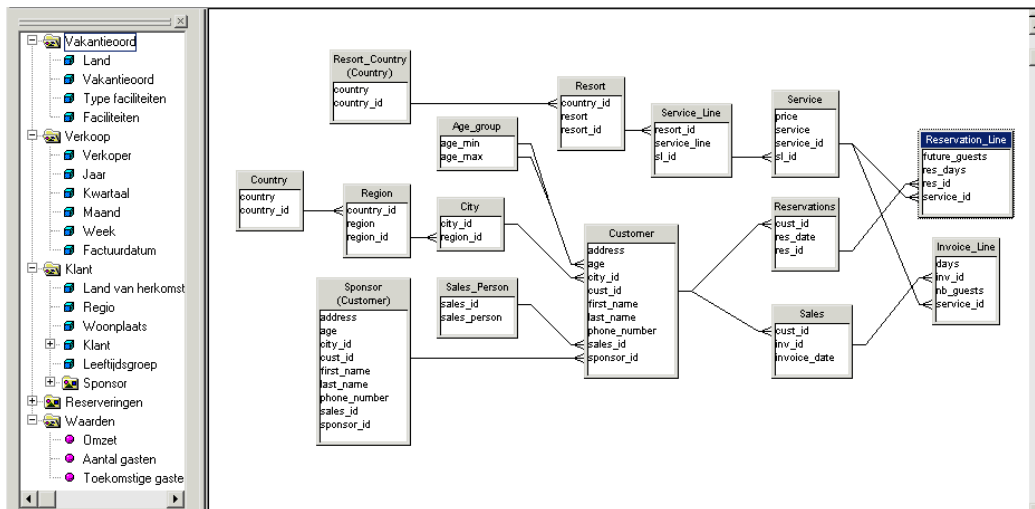 Vakantieoord
Land
Vakantieoord
Type faciliteiten
Faciliteiten
Verkoop
Verkoper
Jaar
Kwartaal
Maand
Week
Factuurdatum
Klant
Land van herkomst
Regio
Woonplaats
Klant
Leeftijdsgroep
Sponsor
Reserveringen
Waarden
Omzet
Aantal gasten
Toekomstige gaste
Resort_Country
(Country)
country
country_id
Resort
country_id
resort
resort_id
Service_Line
resort_id
service_line
sl_id
Service
price
service
service_id
sl_id
Reservation_Line
future_guests
res_days
res_id
service_id
Age_group
age_min
age_max
Country
country
country_id
Region
country_id
region
region_id
City
city_id
region_id
Customer
address
age
city_id
cust_id
first_name
last_name
phone_number
sales_id
sponsor_id
Reservations
cust_id
res_date
res_id
Invoice_Line
days
inv_id
nb_guests
service_id
Sponsor
(Customer)
address
age
city_id
cust_id
first_name
last_name
phone_number
sales_id
sponsor_id
Sales_Person
sales_id
sales_person
Sales
cust_id
inv_id
invoice_date